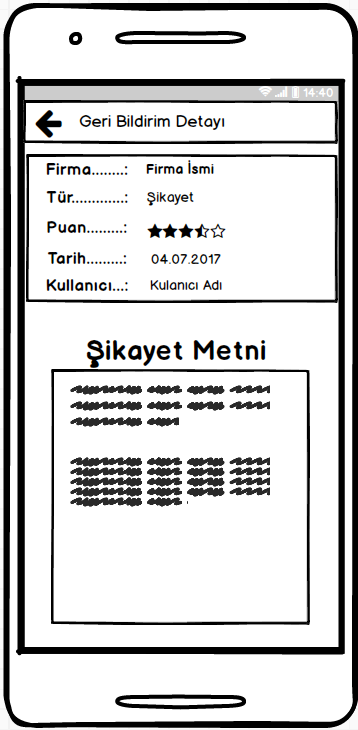 14:40
Geri Bildirim Detayı
Firma........: Firma İsmi
Tür.............: Şikayet
Puan........:
Tarih.........: 04.07.2017
Kullanıcı...: Kulanıcı Adı
Şikayet Metni